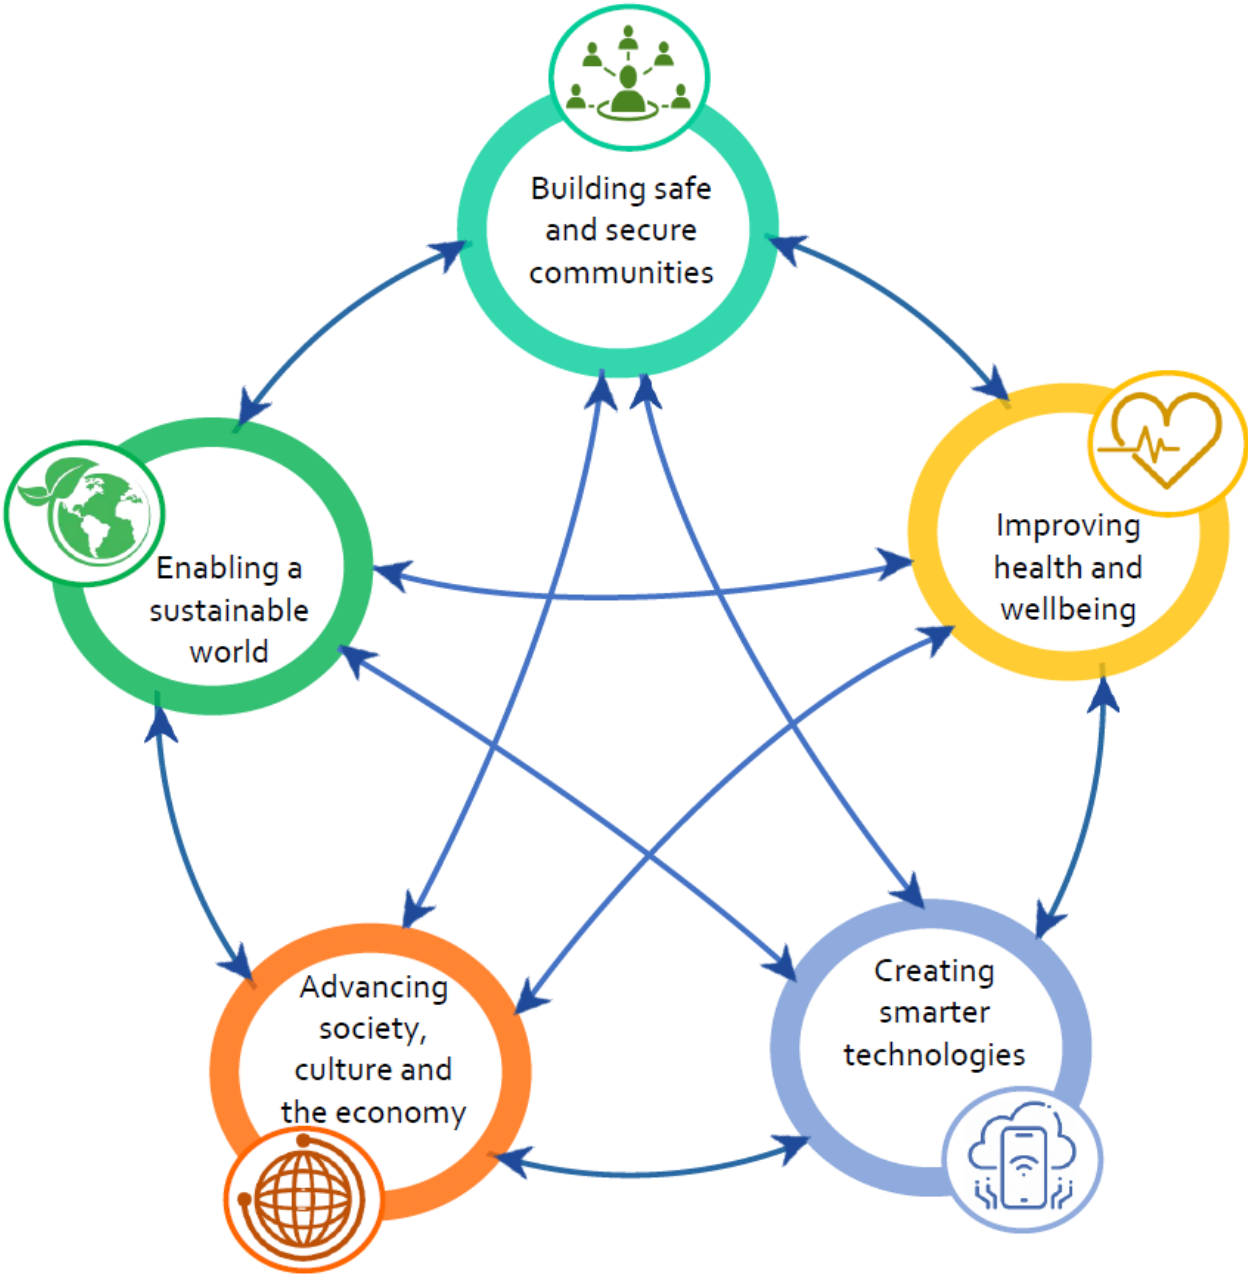 Building safe
and secure
communities
Improving
health and
wellbeing
Enabling a
sustainable
world
Creating
smarter
technologies
Advancing
society,
culture and
the economy